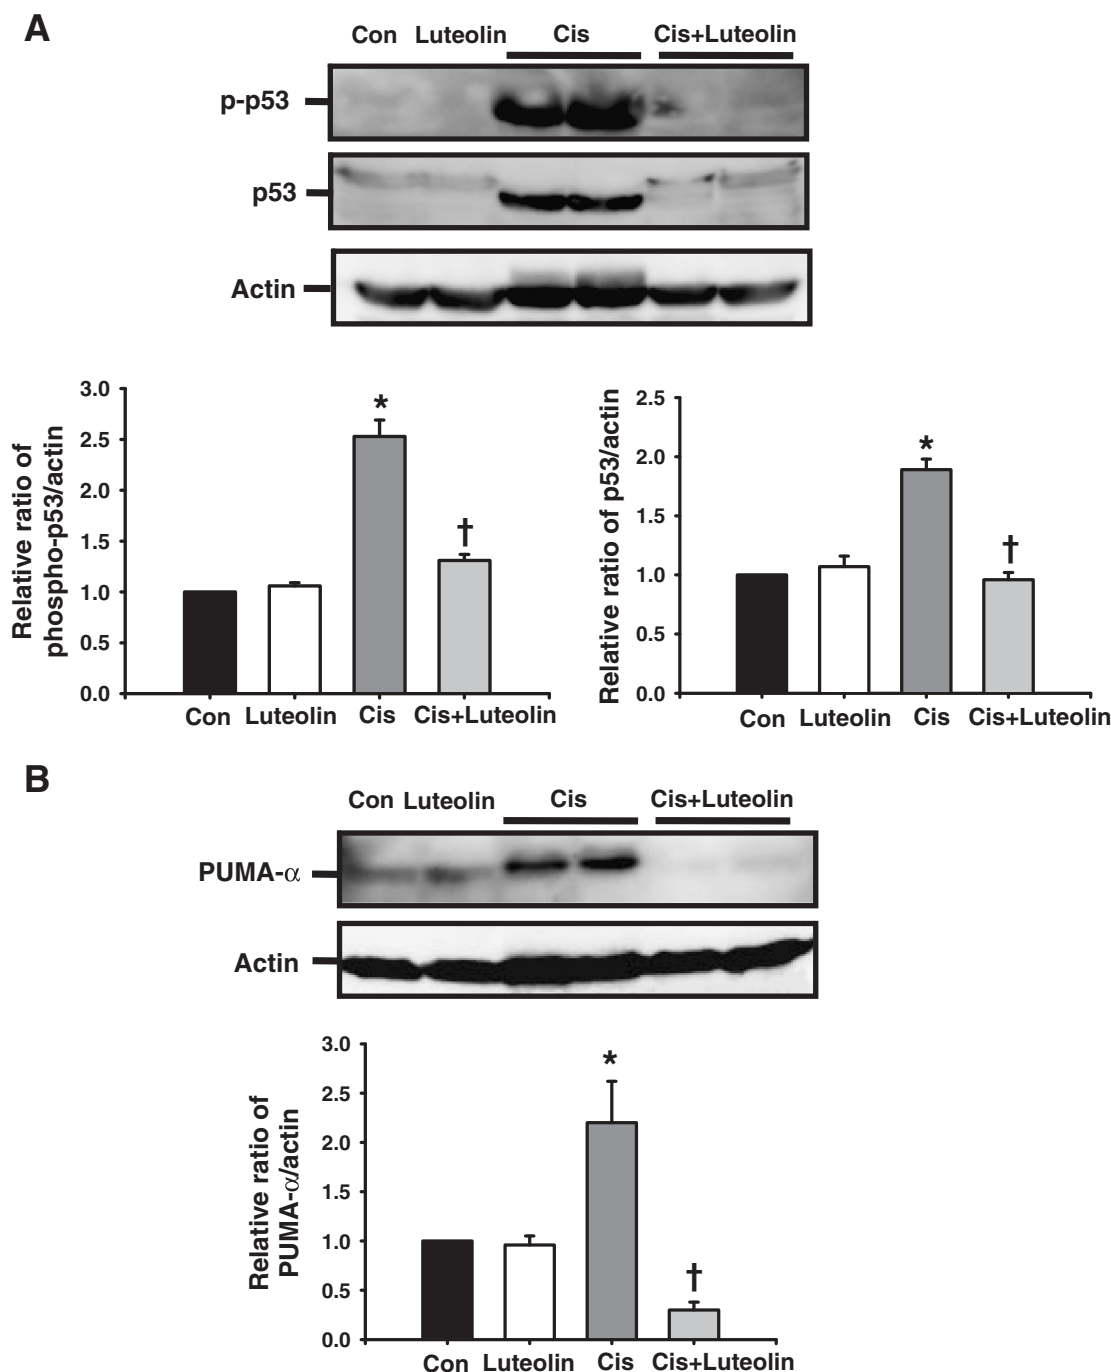 A
Con Luteolin Cis Cis+Luteolin
p-p53
p53
Actin
Relative ratio of
phospho-p53/actin
3.0
2.5
2.0
1.5
1.0
0.5
0.0
*
†
Con Luteolin Cis Cis+Luteolin
Relative ratio of p53/actin
2.5
2.0
1.5
1.0
0.5
0.0
*
†
Con Luteolin Cis Cis+Luteolin
B
Con Luteolin Cis Cis+Luteolin
PUMA-α
Actin
Relative ratio of
PUMA-α/actin
3.0
2.5
2.0
1.5
1.0
0.5
0.0
*
†
Con Luteolin Cis Cis+Luteolin